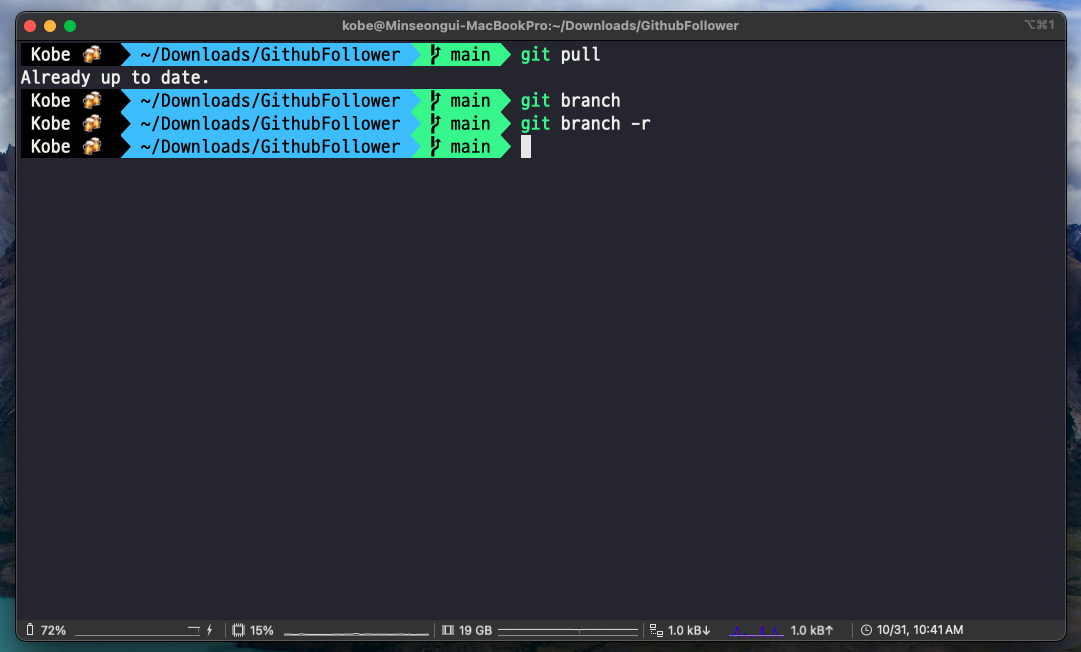 kobe@Minseongui-MacBookPro:~/Downloads/GithubFollower ⌥⌘1
Kobe 🍻 ~/Downloads/GithubFollower main git pull
Already up to date.
Kobe 🍻 ~/Downloads/GithubFollower main git branch
Kobe 🍻 ~/Downloads/GithubFollower main git branch -r
Kobe 🍻 ~/Downloads/GithubFollower main
72% 15% 19 GB 1.0 kB↓ 1.0 kB↑ 10/31, 10:41 AM